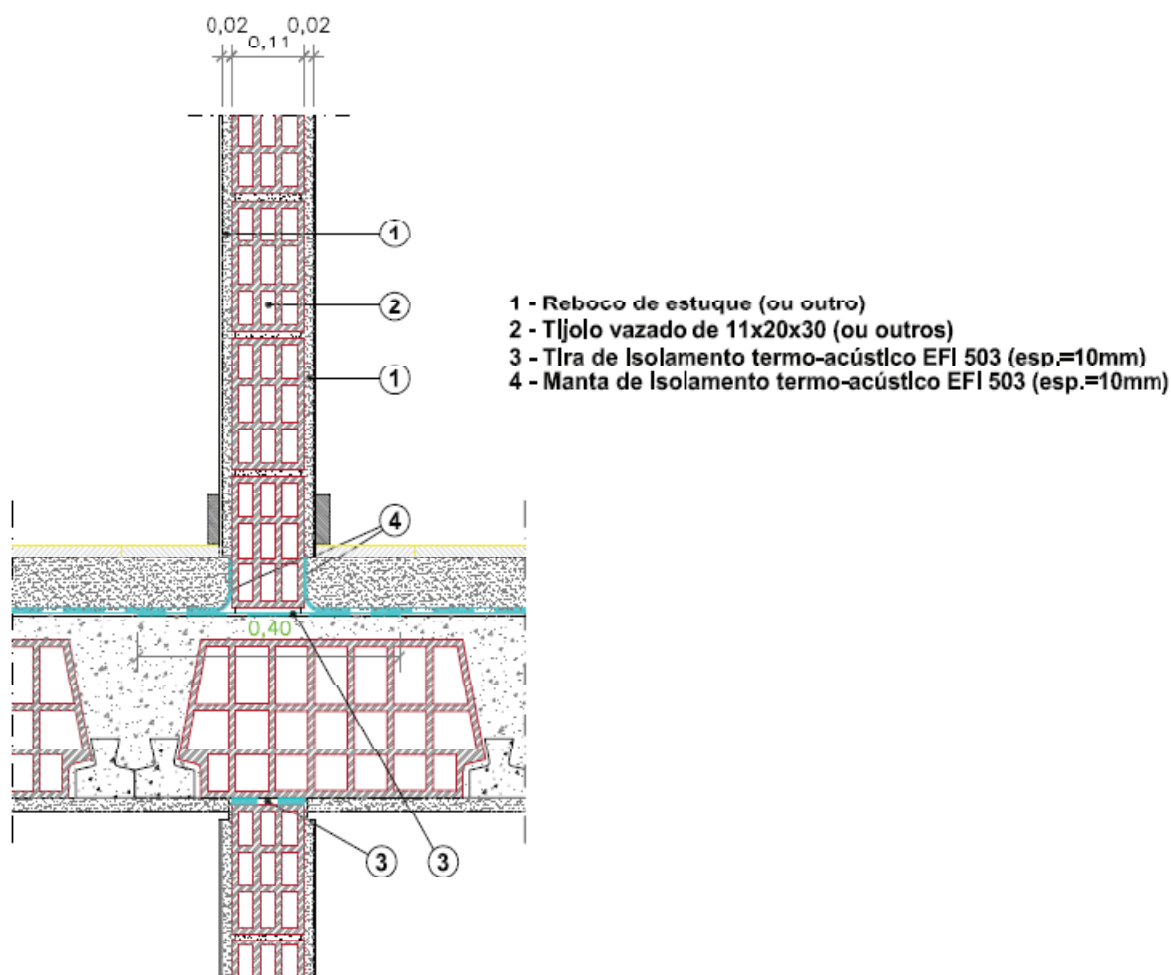 0,02 0,02
0,11
1
2
1
1 - Reboco de estuque (ou outro)
2 - Tijolo vazado de 11x20x30 (ou outros)
3 - Tira de Isolamento termo-acústico EFI 503 (esp.=10mm)
4 - Manta de Isolamento termo-acústico EFI 503 (esp.=10mm)
4
0,40
3 3